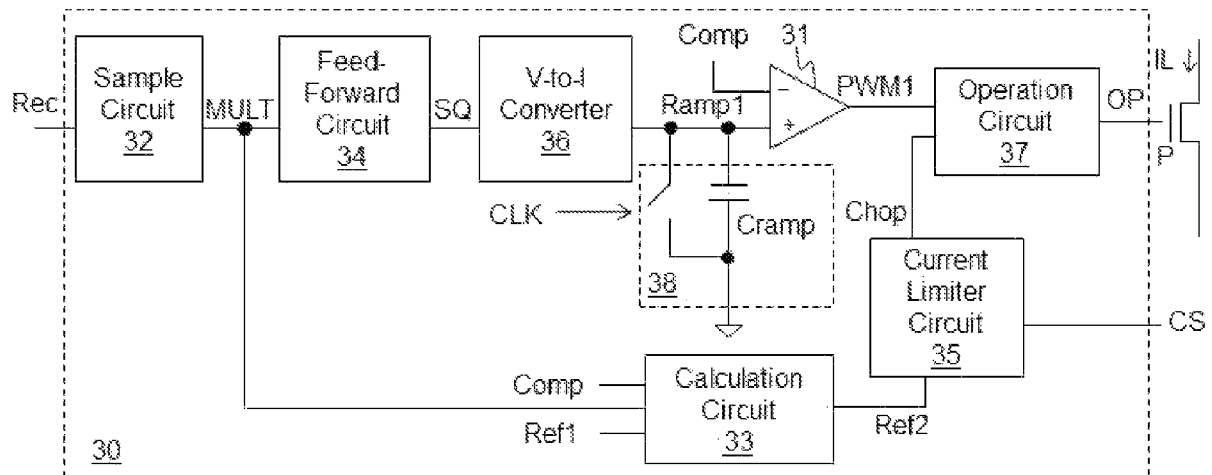 Rec
Sample
Circuit
32
MULT
Feed-
Forward
Circuit
34
SQ
V-to-I
Converter
36
Ramp1
Comp
31
-
+
PWM1
Operation
Circuit
37
OP
IL
P
CLK
Cramp
38
Chop
Current
Limiter
Circuit
35
CS
Comp
Ref1
Calculation
Circuit
33
Ref2
30